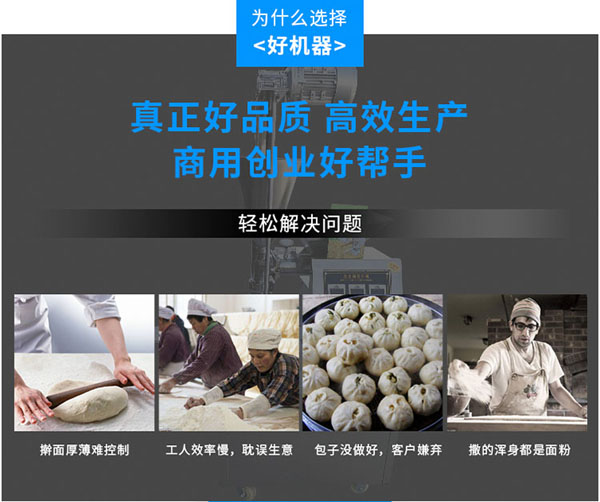 为什么选择
<好机器>
真正好品质 高效生产
商用创业好帮手
轻松解决问题
擀面厚薄难控制
工人效率慢，耽误生意
包子没做好，客户嫌弃
撒的浑身都是面粉